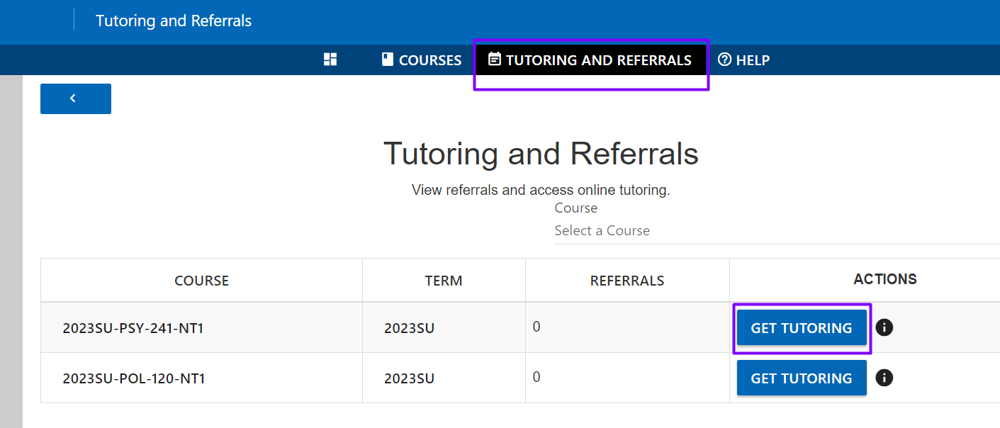 Tutoring and Referrals
COURSES TUTORING AND REFERRALS HELP
Tutoring and Referrals
View referrals and access online tutoring.
Course
Select a Course
COURSE TERM REFERRALS ACTIONS
2023SU-PSY-241-NT1 2023SU 0 GET TUTORING
2023SU-POL-120-NT1 2023SU 0 GET TUTORING